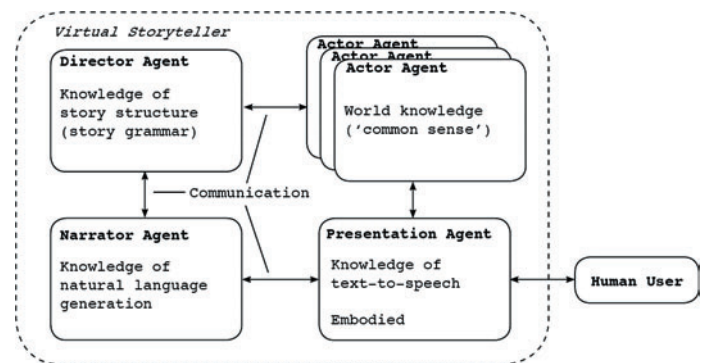 Virtual Storyteller
Director Agent
Knowledge of
story structure
(story grammar)
Actor Agent
Actor Agent
Actor Agent
World knowledge
(‘common sense’)
Communication
Narrator Agent
Knowledge of
natural language
generation
Presentation Agent
Knowledge of
text-to-speech
Embodied
Human User